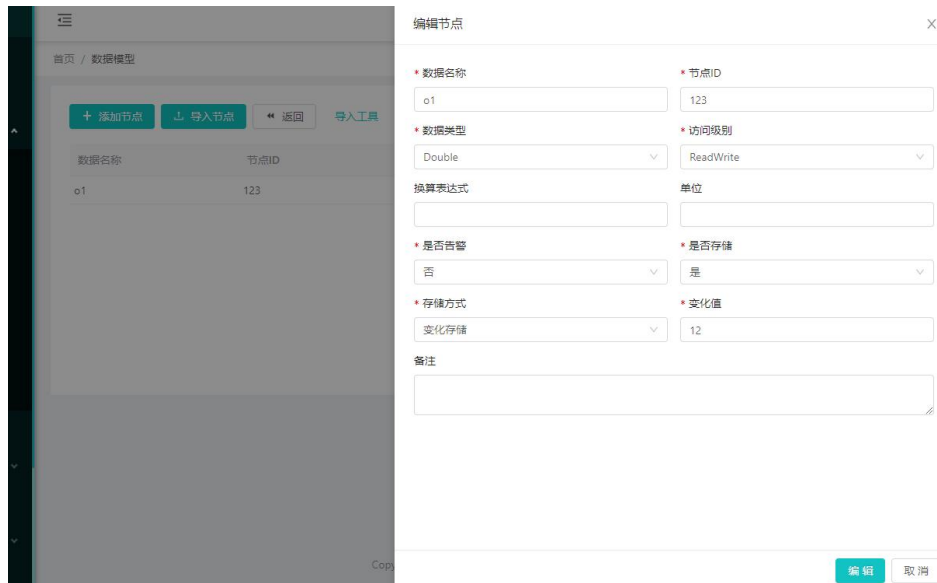 编辑节点
首页 / 数据模型
+ 添加节点 导入节点 返回 导入工具
数据名称 节点ID
o1 123
* 数据名称 * 节点ID
o1 123
* 数据类型 * 访问级别
Double ReadWrite
换算表达式 单位
* 是否告警 * 是否存储
否 是
* 存储方式 * 变化值
变化存储 12
备注
Copy
编辑 取消